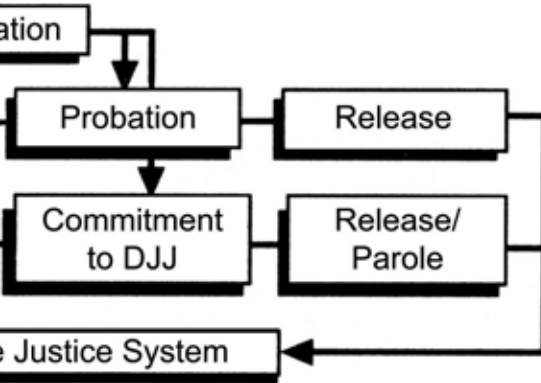 ation
Probation
Release
Commitment
to DJJ
Release/
Parole
e Justice System